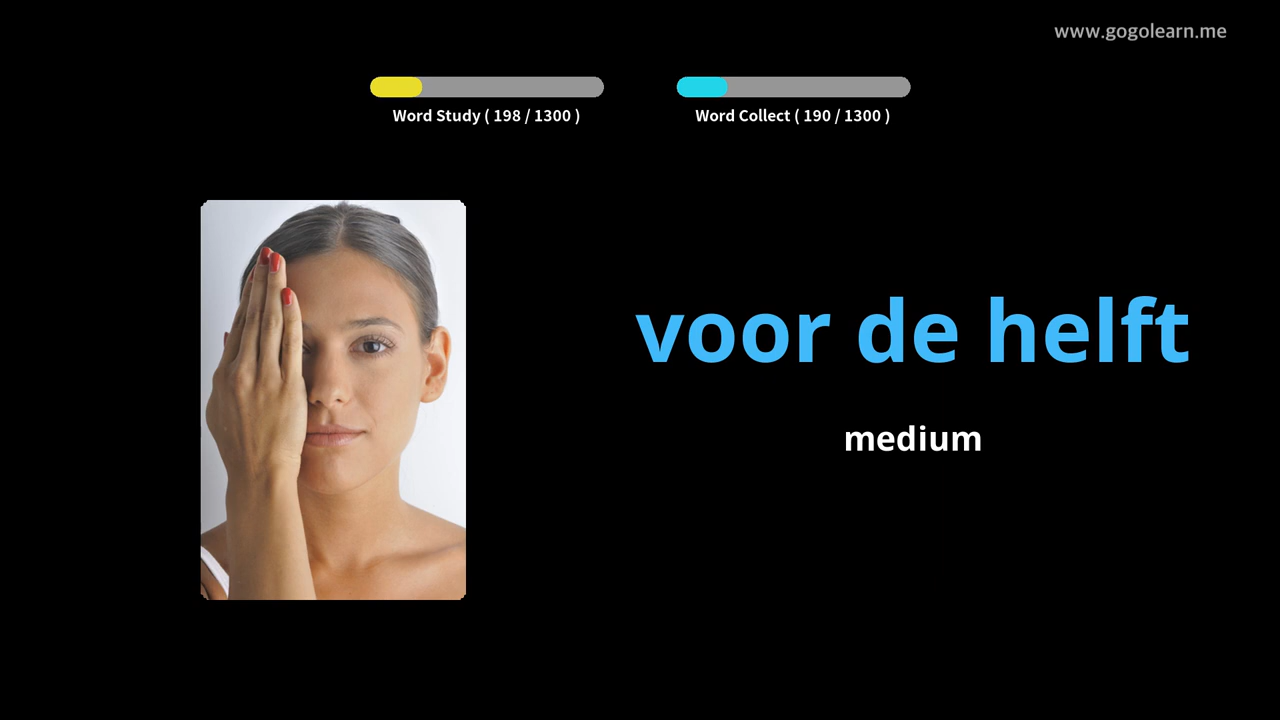 www.gogolearn.me
Word Study ( 198 / 1300 )
Word Collect ( 190 / 1300 )
voor de helft
medium